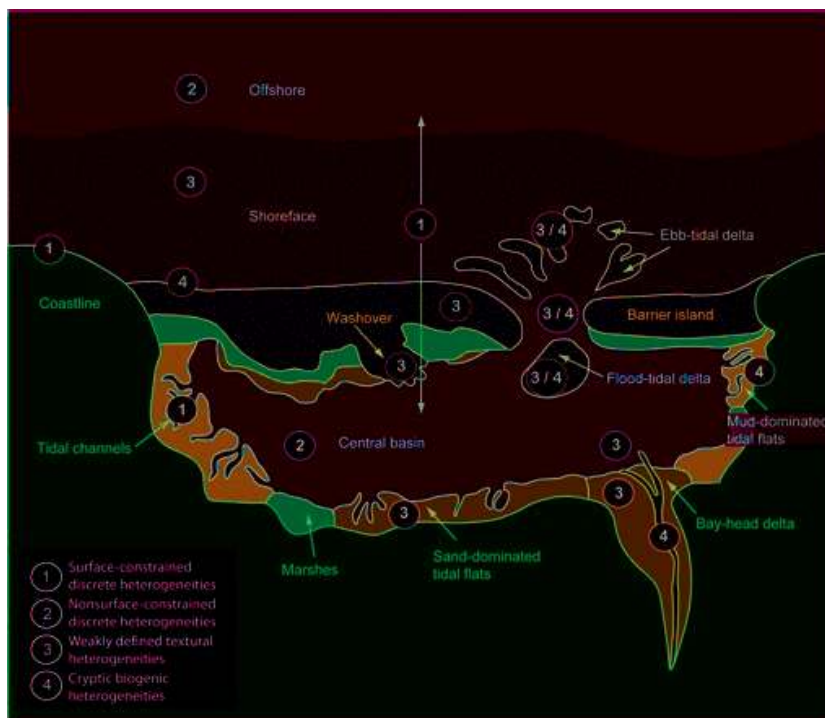 2
Offshore
3
Shoreface
1
3 / 4
Ebb-tidal delta
1
4
Coastline
3
3 / 4
Barrier island
Washover
3
3 / 4
Flood-tidal delta
4
1
Mud-dominated
tidal flats
Tidal channels
2
Central basin
3
3
3
Bay-head delta
4
Marshes
Sand-dominated
tidal flats
1 Surface-constrained
discrete heterogeneities
2 Nonsurface-constrained
discrete heterogeneities
3 Weakly defined textural
heterogeneities
4 Cryptic biogenic
heterogeneities